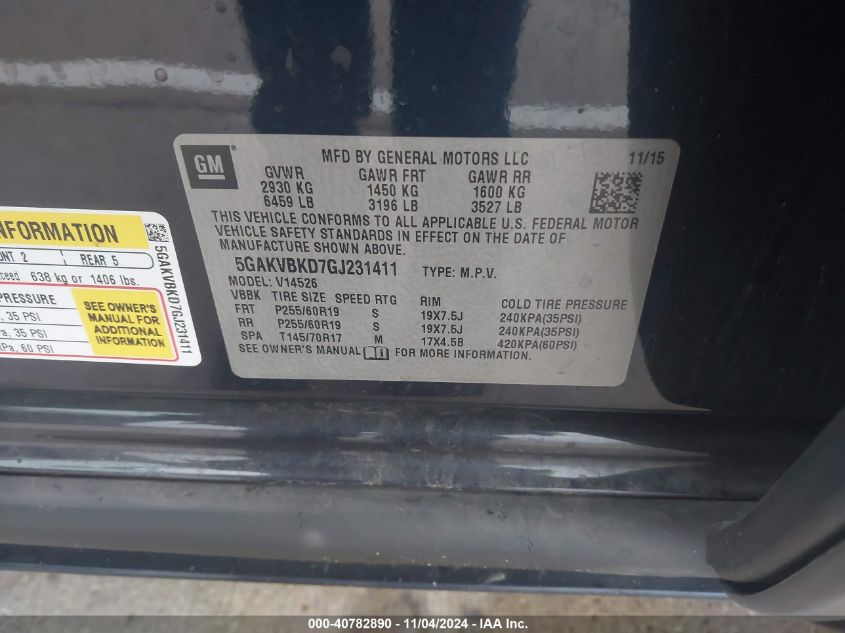 GM
MFD BY GENERAL MOTORS LLC 11/15
GVWR GAWR FRT GAWR RR
2930 KG 1450 KG 1600 KG
6459 LB 3196 LB 3527 LB
THIS VEHICLE CONFORMS TO ALL APPLICABLE U.S. FEDERAL MOTOR
VEHICLE SAFETY STANDARDS IN EFFECT ON THE DATE OF
MANUFACTURE SHOWN ABOVE.
5GAKVBKD7GJ231411 TYPE: M.P.V.
MODEL: V14526
VBBK TIRE SIZE SPEED RTG RIM COLD TIRE PRESSURE
FRT P255/60R19 S 19X7.5J 240KPA(35PSI)
RR P255/60R19 S 19X7.5J 240KPA(35PSI)
SPA T145/70R17 M 17X4.5B 420KPA(60PSI)
SEE OWNER'S MANUAL FOR MORE INFORMATION.
INFORMATION
2 REAR 5
638 kg or 1406 lbs.
PRESSURE
35 PSI
35 PSI
60 PSI
SEE OWNER'S
MANUAL FOR
ADDITIONAL
INFORMATION
5GAKVBKD7GJ231411
40782890 - 11/04/2024 - IAAI.com